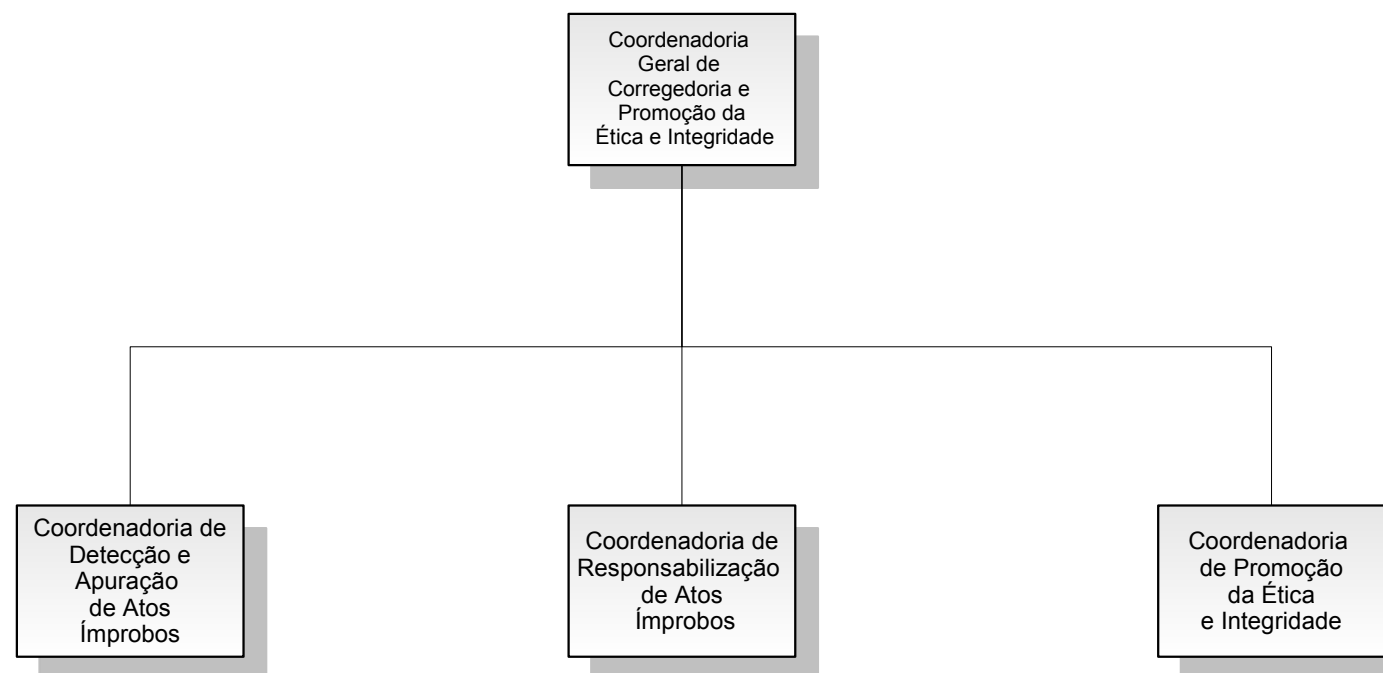 Coordenadoria
Geral de
Corregedoria e
Promoção da
Ética e Integridade
Coordenadoria de
Detecção e
Apuração
de Atos
Ímprobos
Coordenadoria de
Responsabilização
de Atos
Ímprobos
Coordenadoria
de Promoção
da Ética
e Integridade